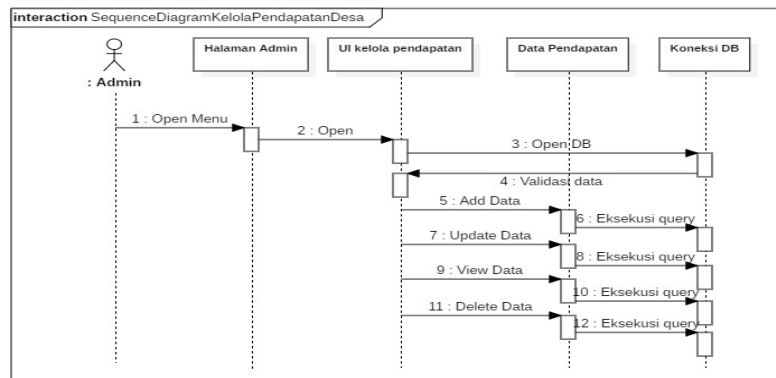 interaction SequenceDiagramKelolaPendapatanDesa
Halaman Admin
UI kelola pendapatan
Data Pendapatan
Koneksi DB
: Admin
1 : Open Menu
2 : Open
3 : Open DB
4 : Validasi data
5 : Add Data
6 : Eksekusi query
7 : Update Data
8 : Eksekusi query
9 : View Data
10 : Eksekusi query
11 : Delete Data
12 : Eksekusi query